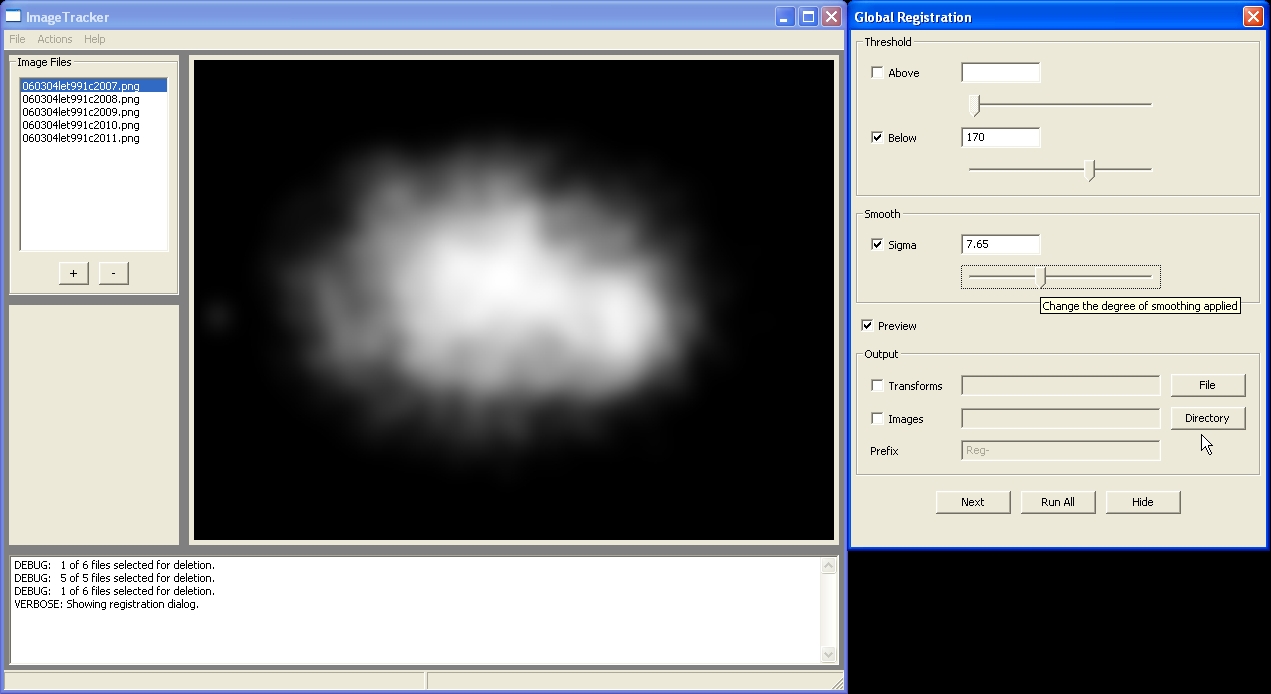 ImageTracker
File Actions Help
Image Files
060304let991c2007.png
060304let991c2008.png
060304let991c2009.png
060304let991c2010.png
060304let991c2011.png
+ -
DEBUG: 1 of 6 files selected for deletion.
DEBUG: 5 of 5 files selected for deletion.
DEBUG: 1 of 6 files selected for deletion.
VERBOSE: Showing registration dialog.
Global Registration
Threshold
Above
Below 170
Smooth
Sigma 7.65
Change the degree of smoothing applied
Preview
Output
Transforms File
Images Directory
Prefix Reg-
Next Run All Hide